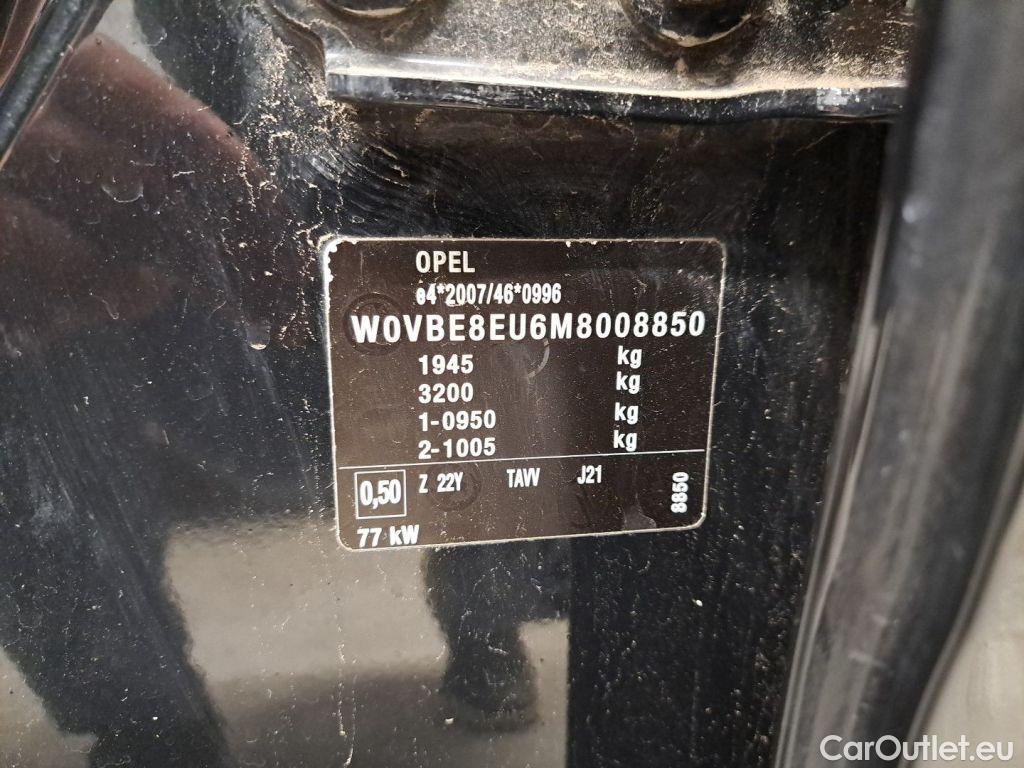 OPEL
e4*2007/46*0996
W0VBE8EU6M8008850
1945 kg
3200 kg
1-0950 kg
2-1005 kg
0,50 Z 22Y TAVV J21 8850
77 kW
CarOutlet.eu